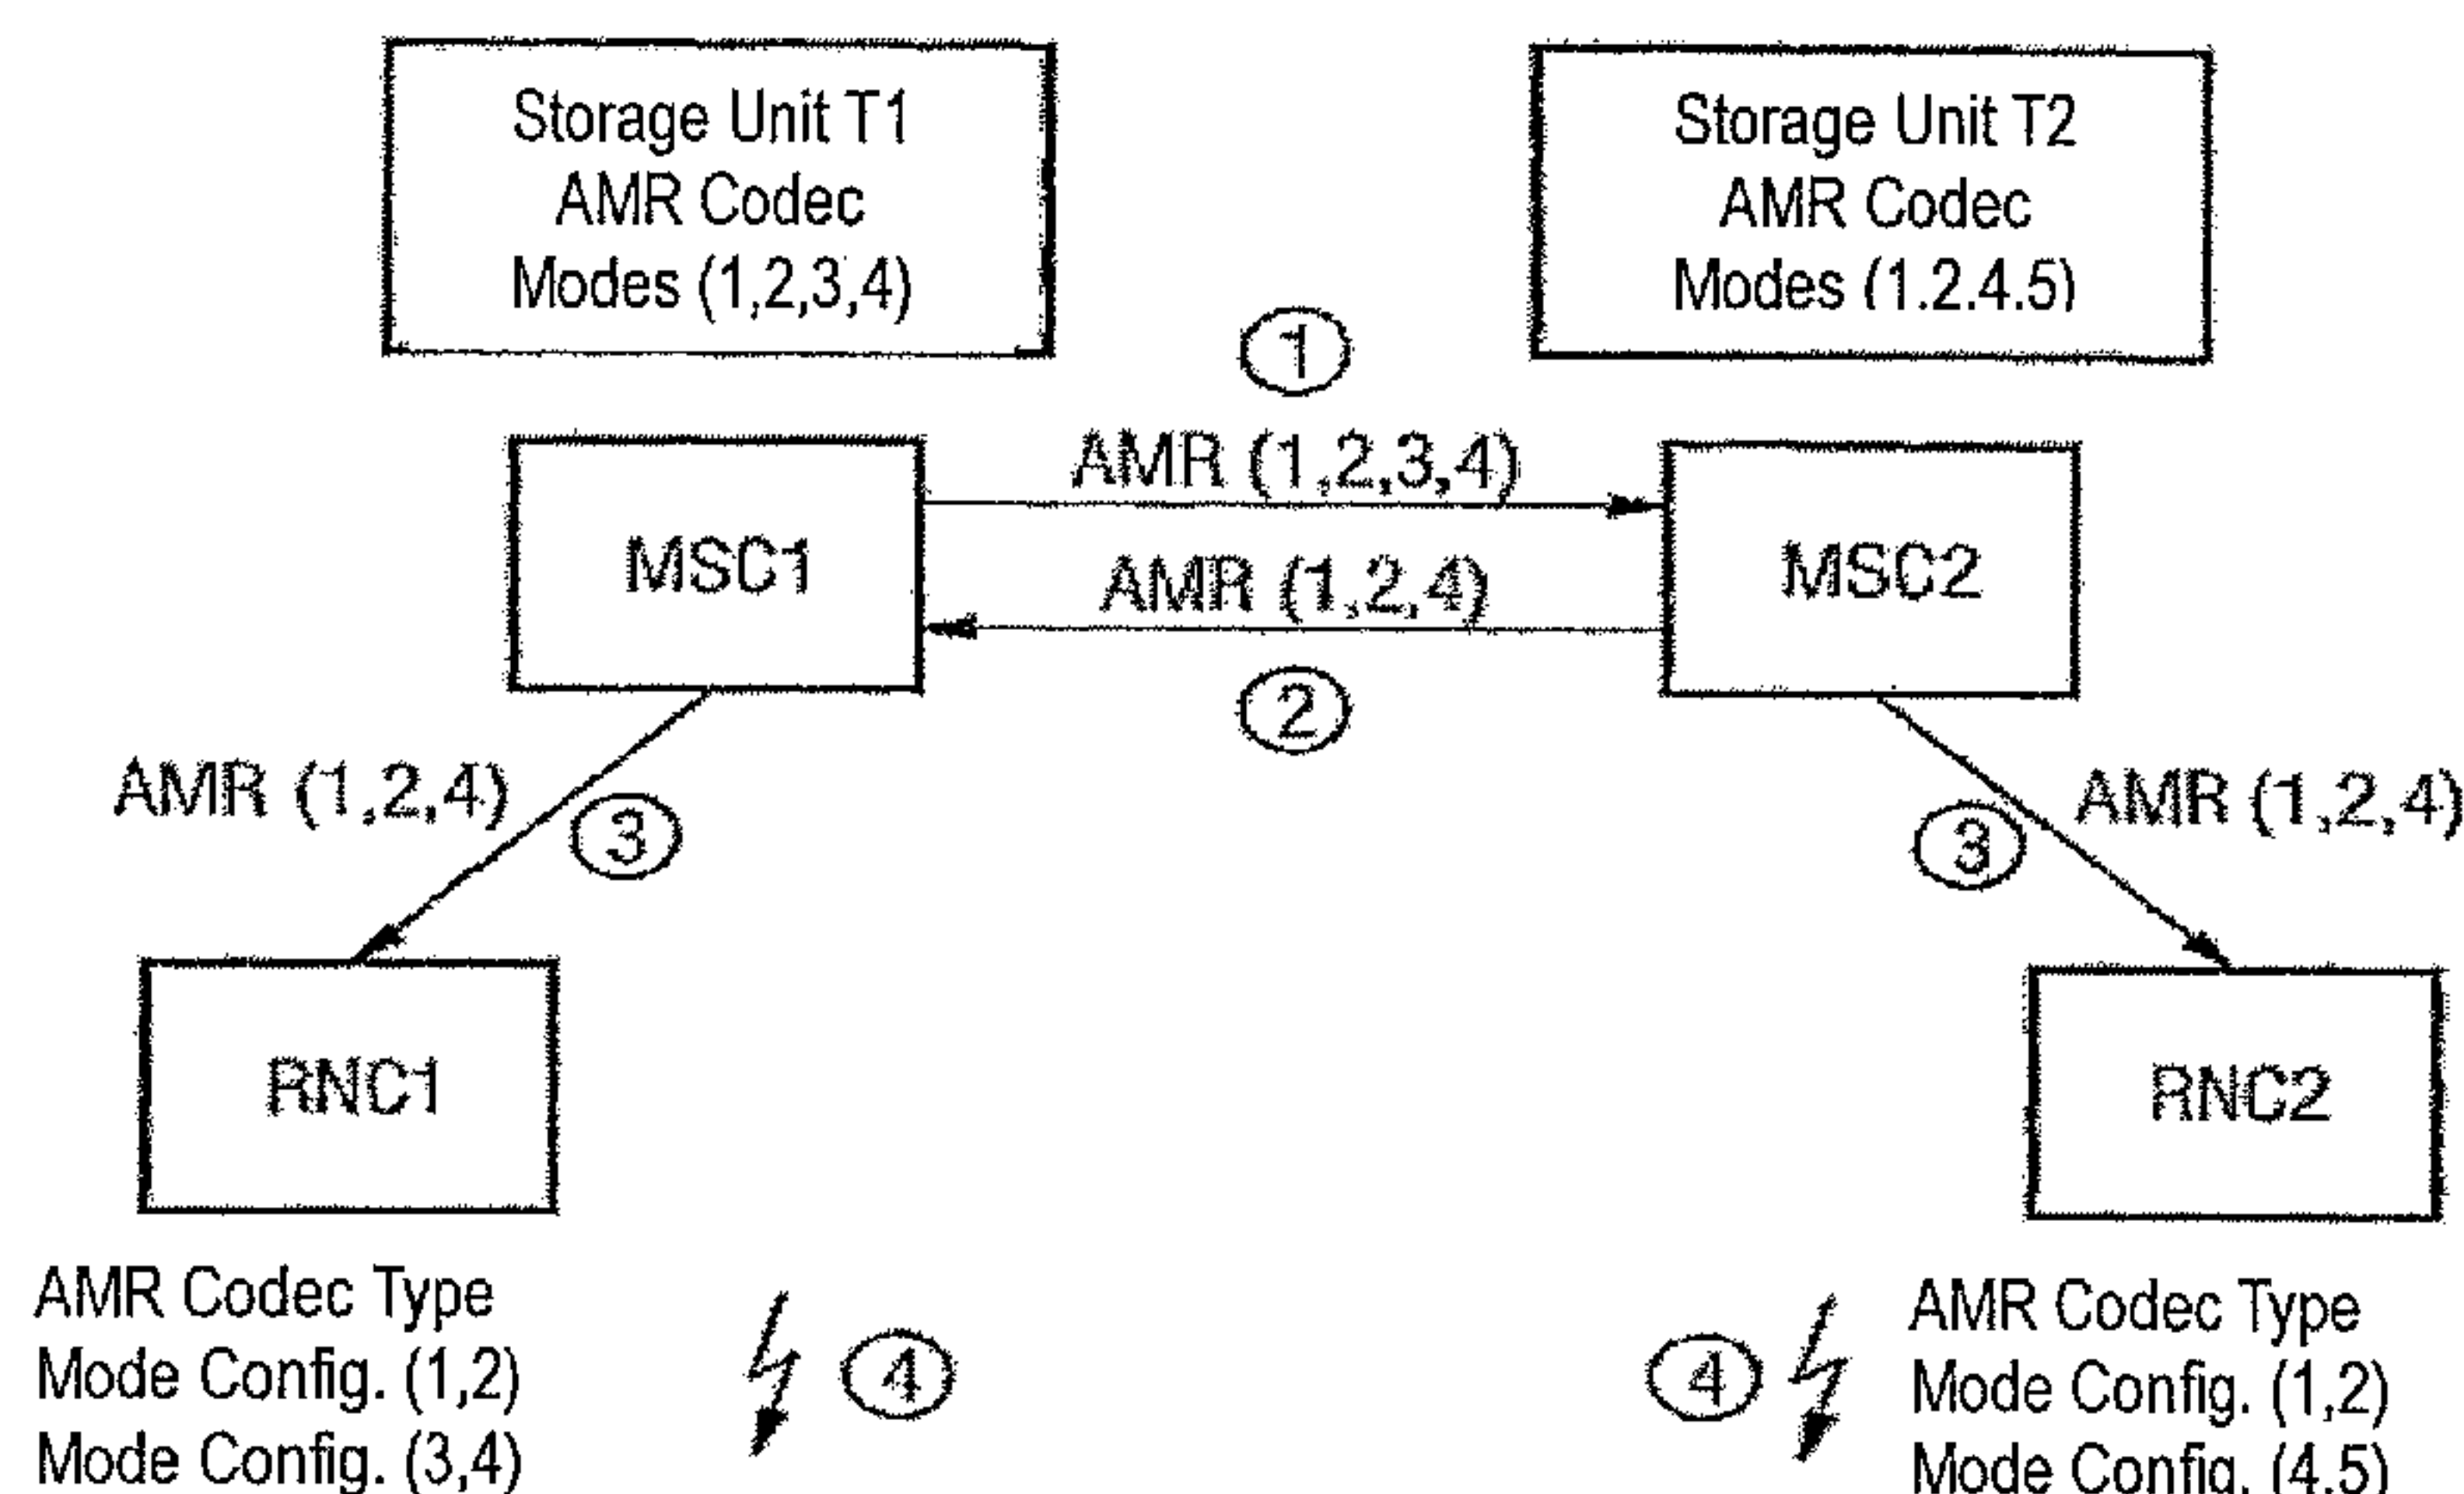 Storage Unit T1
AMR Codec
Modes (1,2,3,4)
Storage Unit T2
AMR Codec
Modes (1.2.4.5)
1
AMR (1,2,3,4)
MSC1
MSC2
AMR (1,2,4)
2
AMR (1,2,4)
3
3
AMR (1,2,4)
RNC1
RNC2
AMR Codec Type
Mode Config. (1,2)
Mode Config. (3,4)
4
4
AMR Codec Type
Mode Config. (1,2)
Mode Config. (4,5)